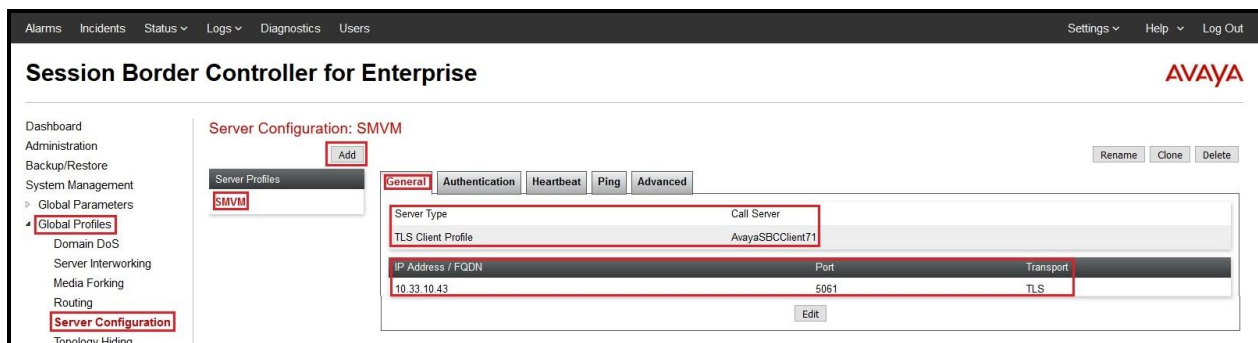 Alarms Incidents Status Logs Diagnostics Users Settings Help Log Out
Session Border Controller for Enterprise
AVAYA
Dashboard
Administration
Backup/Restore
System Management
Global Parameters
Global Profiles
Domain DoS
Server Interworking
Media Forking
Routing
Server Configuration
Topology Hiding
Server Configuration: SMVM
Add
Rename Clone Delete
Server Profiles
SMVM
General Authentication Heartbeat Ping Advanced
Server Type Call Server
TLS Client Profile AvayaSBCClient71
IP Address / FQDN Port Transport
10.33.10.43 5061 TLS
Edit